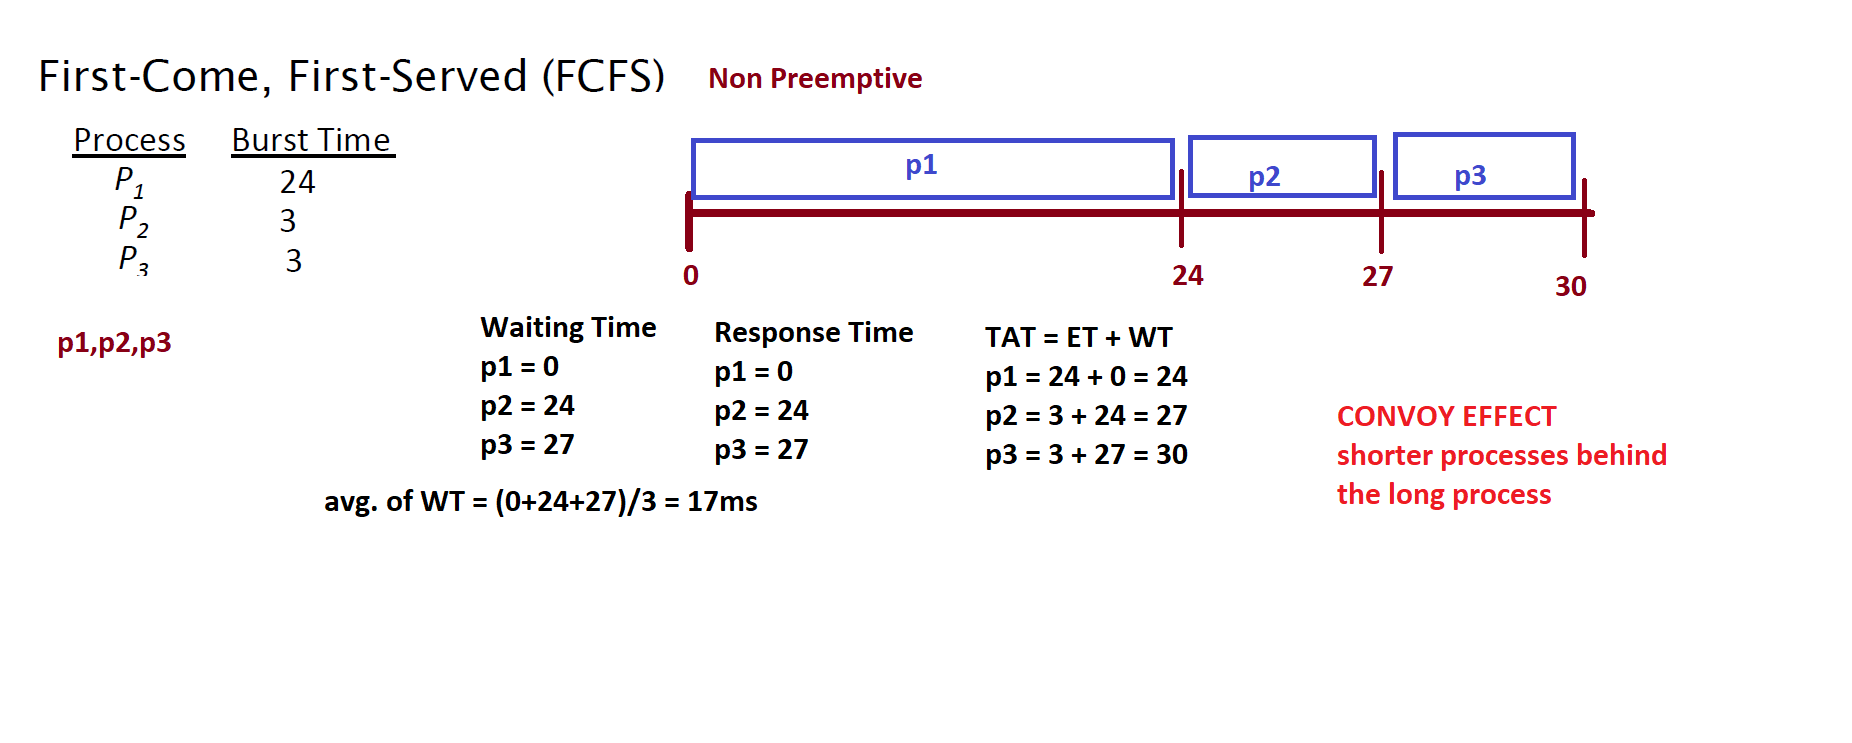 First-Come, First-Served (FCFS) Non Preemptive
Process Burst Time
P1 24
P2 3
P3 3
p1 p2 p3
0 24 27 30
p1,p2,p3
Waiting Time
p1 = 0
p2 = 24
p3 = 27
Response Time
p1 = 0
p2 = 24
p3 = 27
TAT = ET + WT
p1 = 24 + 0 = 24
p2 = 3 + 24 = 27
p3 = 3 + 27 = 30
CONVOY EFFECT
shorter processes behind
the long process
avg. of WT = (0+24+27)/3 = 17ms